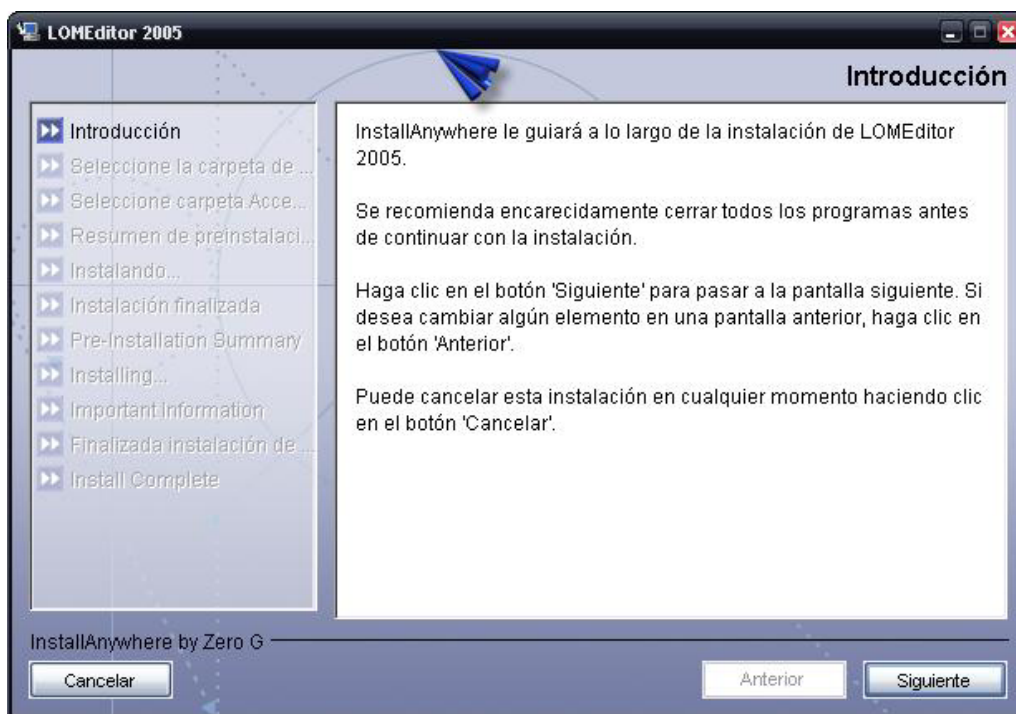 LOMEditor 2005
Introducción
Introducción
Seleccione la carpeta de ...
Seleccione carpeta Acce...
Resumen de preinstalaci...
Instalando...
Instalación finalizada
Pre-Installation Summary
Installing...
Important Information
Finalizada instalación de ...
Install Complete
InstallAnywhere le guiará a lo largo de la instalación de LOMEditor
2005.
Se recomienda encarecidamente cerrar todos los programas antes
de continuar con la instalación.
Haga clic en el botón 'Siguiente' para pasar a la pantalla siguiente. Si
desea cambiar algún elemento en una pantalla anterior, haga clic en
el botón 'Anterior'.
Puede cancelar esta instalación en cualquier momento haciendo clic
en el botón 'Cancelar'.
InstallAnywhere by Zero G
Cancelar
Anterior
Siguiente